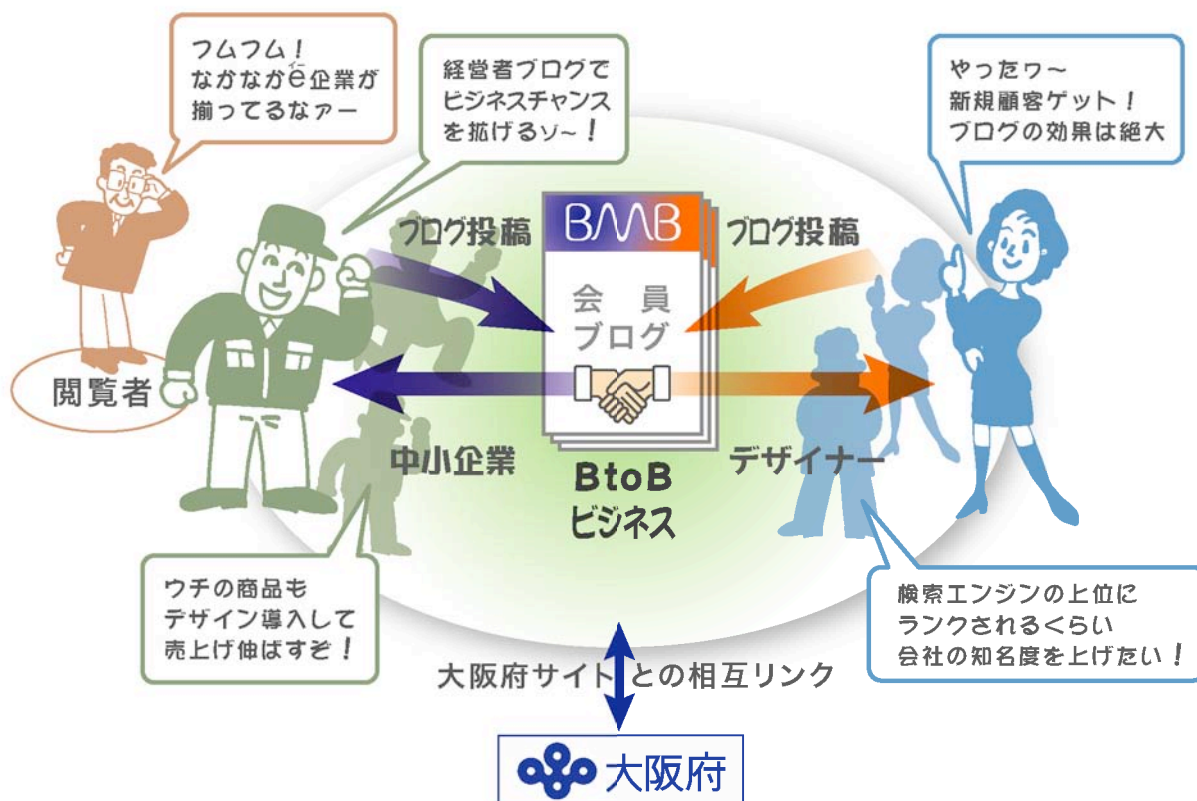 フムフム！
なかなかe企業が
イー
揃ってるなァー
経営者ブログで
ビジネスチャンス
を拡げるゾ～！
やったワ～
新規顧客ゲット！
ブログの効果は絶大
ブログ投稿
BMB
ブログ投稿
会員
ブログ
閲覧者
中小企業
デザイナー
BtoB
ビジネス
ウチの商品も
デザイン導入して
売上げ伸ばすぞ！
検索エンジンの上位に
ランクされるくらい
会社の知名度を上げたい！
大阪府サイトとの相互リンク
大阪府